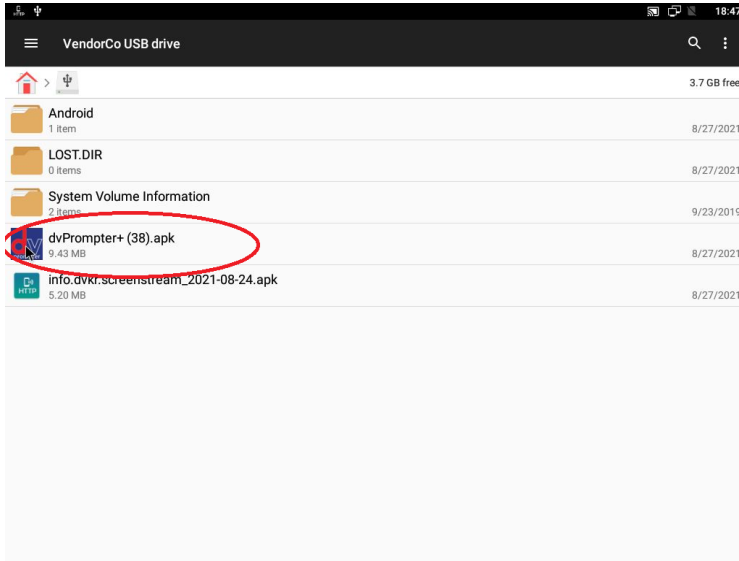 HTTP 18:47
VendorCo USB drive
3.7 GB free
Android
1 item 8/27/2021
LOST.DIR
0 items 8/27/2021
System Volume Information
2 items 9/23/2019
dvPrompter+ (38).apk
9.43 MB 8/27/2021
info.dvkr.screenstream_2021-08-24.apk
HTTP
5.20 MB 8/27/2021